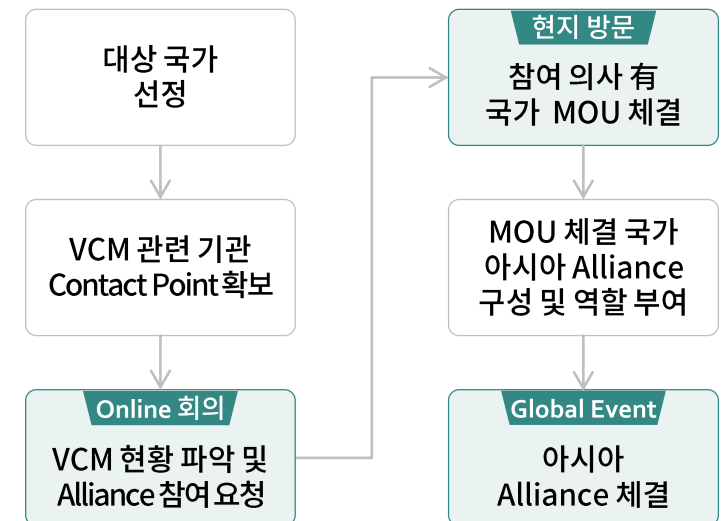 대상 국가
선정
VCM 관련 기관
Contact Point 확보
Online 회의
VCM 현황 파악 및
Alliance 참여 요청
현지 방문
참여 의사 有
국가 MOU 체결
MOU 체결 국가
아시아 Alliance
구성 및 역할 부여
Global Event
아시아
Alliance 체결